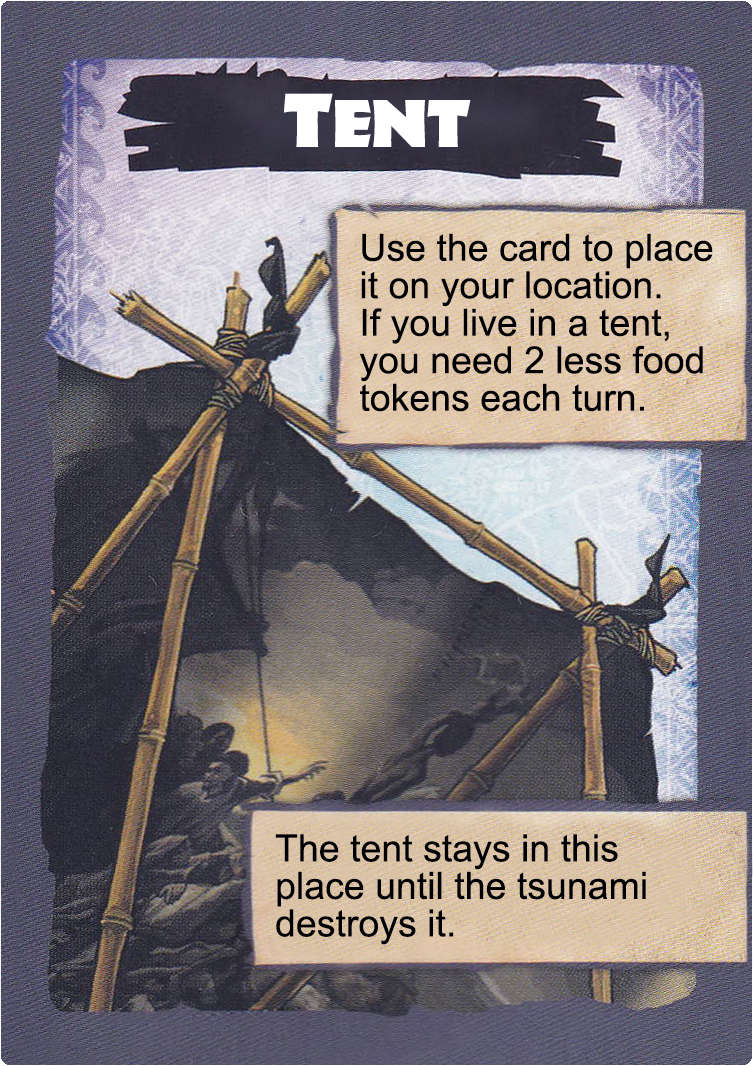 TENT
Use the card to place
it on your location.
If you live in a tent,
you need 2 less food
tokens each turn.
The tent stays in this
place until the tsunami
destroys it.